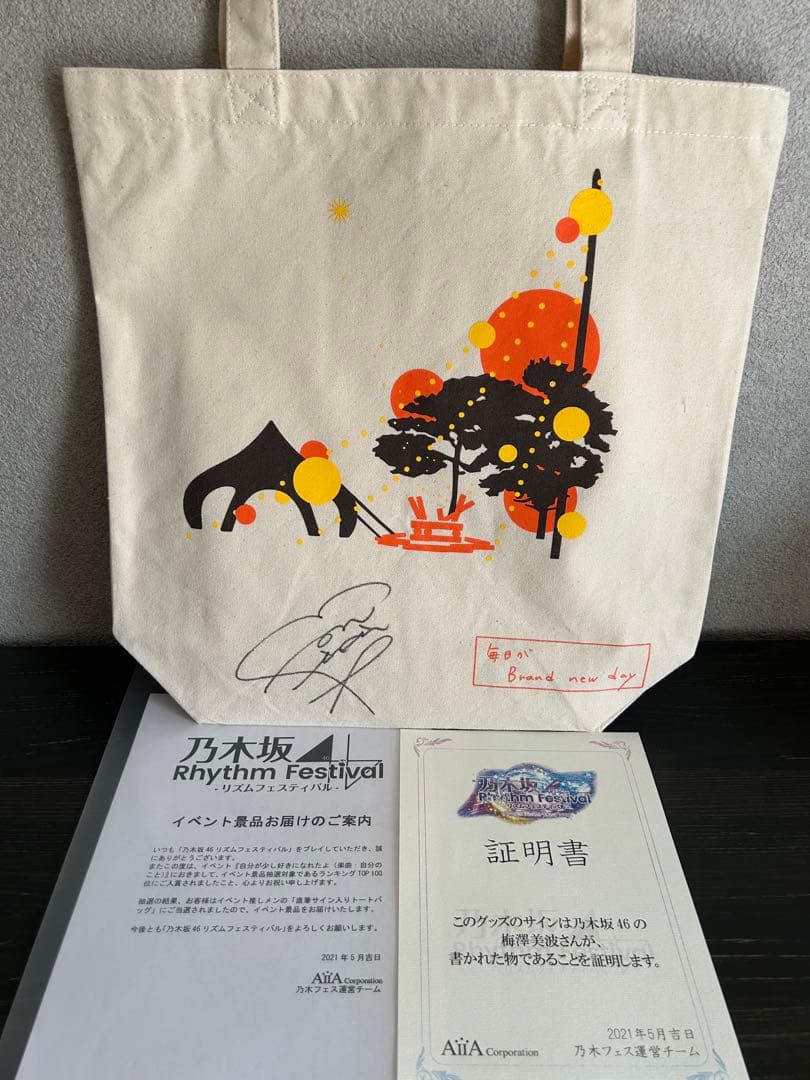 毎日が
Brand new day
乃木坂46
Rhythm Festival
- リズムフェスティバル -
イベント景品お届けのご案内
いつも「乃木坂46リズムフェスティバル」をプレイしていただき、誠
にありがとうございます。
またこの度は、イベント『自分が少し好きになれたよ（楽曲：自分の
こと）』におきまして、イベント景品抽選対象であるランキングTOP100
位にご入賞されましたこと、心よりお祝い申し上げます。
抽選の結果、お客様はイベント推しメンの「直筆サイン入りトートバ
ッグ」にご当選されましたので、イベント景品をお届けいたします。
今後とも「乃木坂46リズムフェスティバル」をよろしくお願いします。
2021年5月吉日
AiiA Corporation
乃木フェス運営チーム
乃木坂46
Rhythm Festival
リズムフェスティバル
証明書
このグッズのサインは乃木坂46の
梅澤美波さんが、
書かれた物であることを証明します。
2021年5月吉日
AiiA Corporation 乃木フェス運営チーム